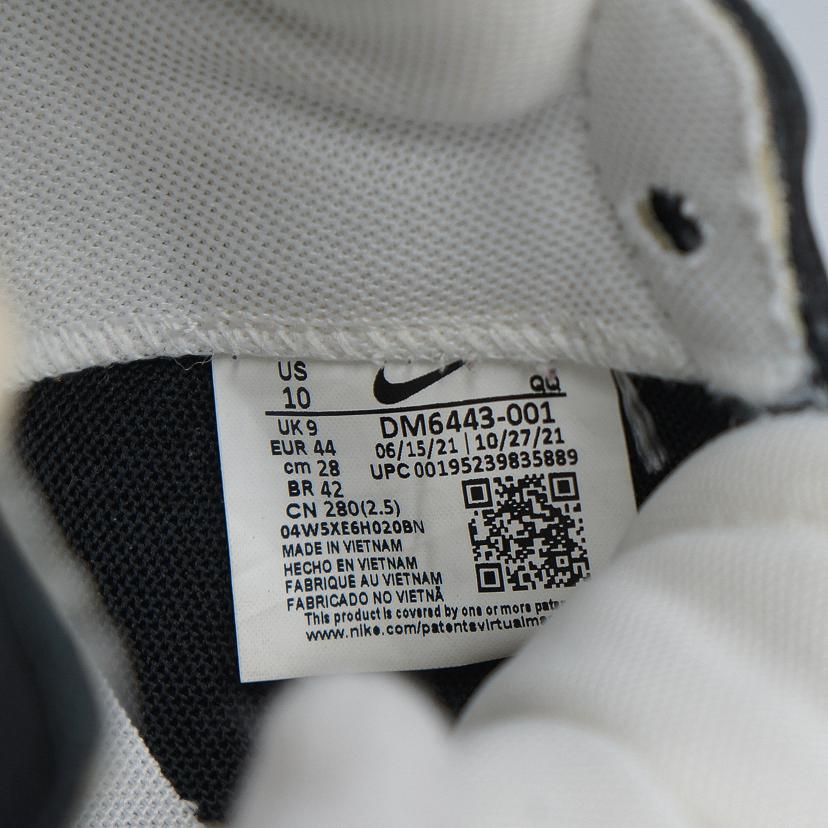 US
10
QU
UK 9
DM6443-001
EUR 44
06/15/21 | 10/27/21
cm 28
UPC 00195239835889
BR 42
CN 280(2.5)
04W5XE6H020BN
MADE IN VIETNAM
HECHO EN VIETNAM
FABRIQUE AU VIETNAM
FABRICADO NO VIETNÃ
This product is covered by one or more
www.nike.com/patentsvirtual